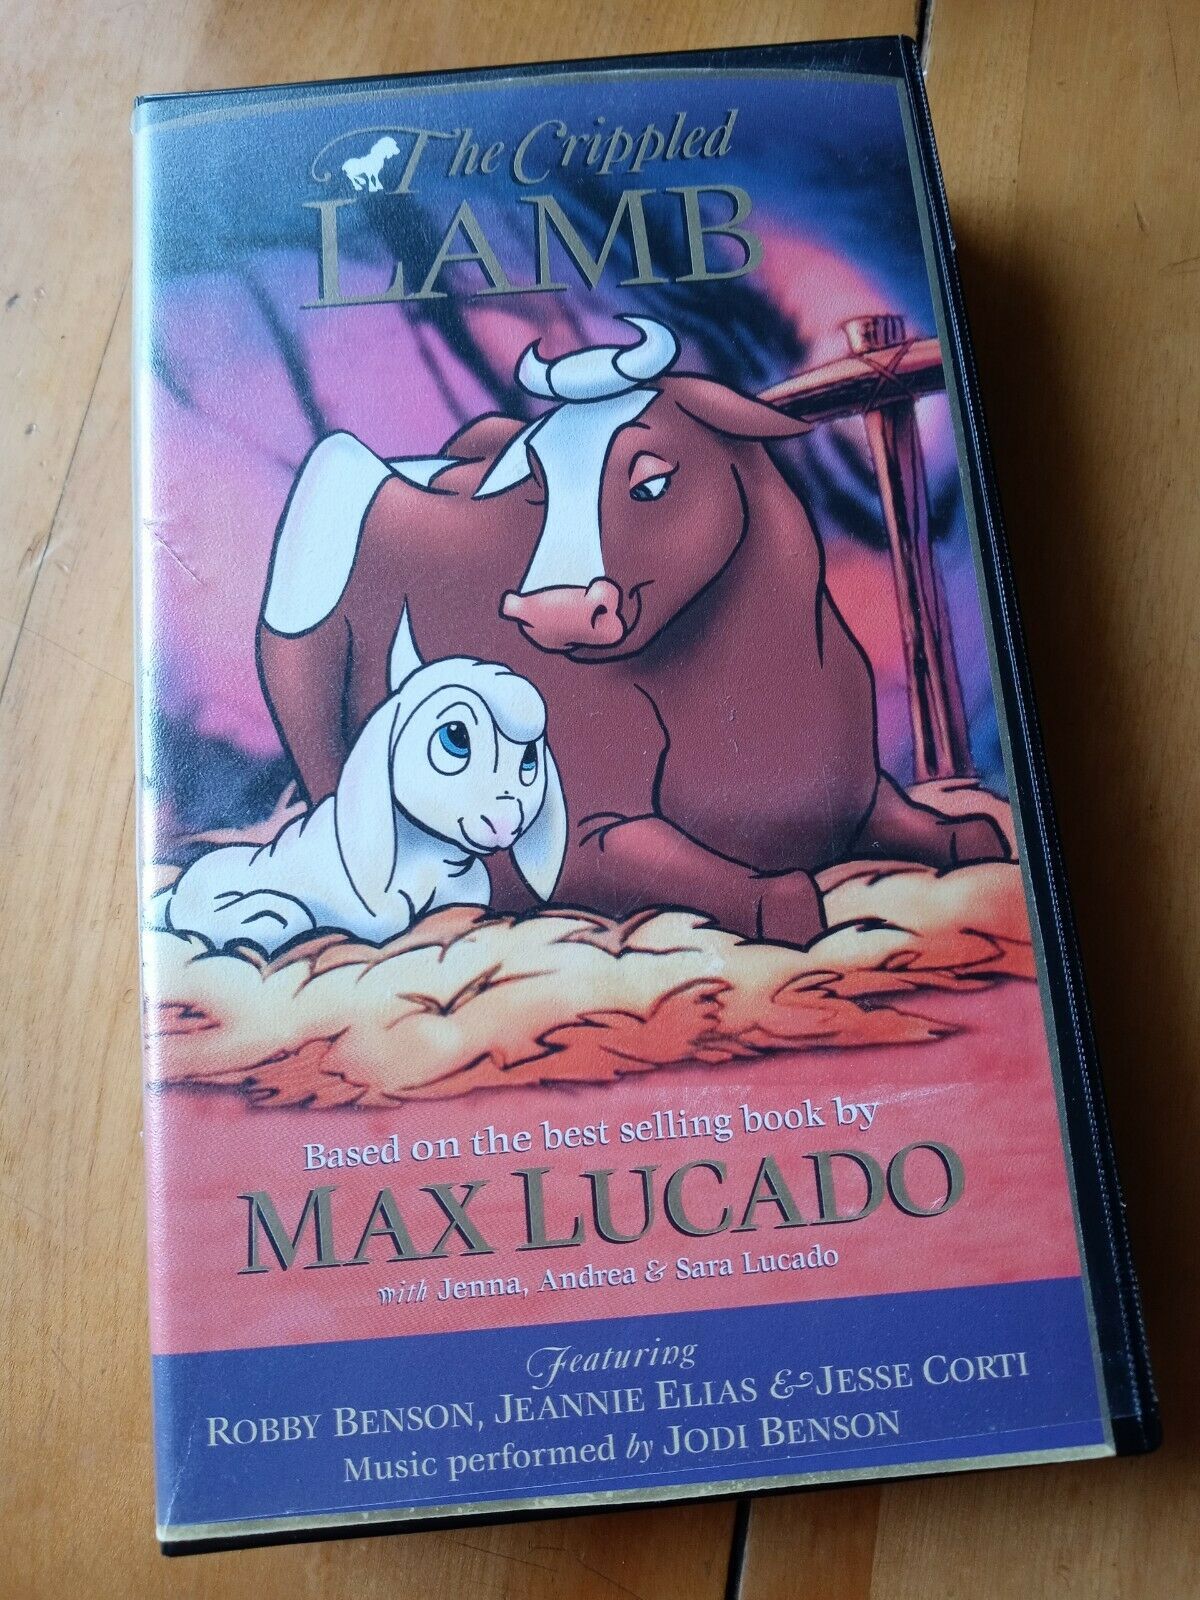 The Crippled
LAMB
Based on the best selling book by
MAX LUCADO
with Jenna, Andrea & Sara Lucado
Featuring
ROBBY BENSON, JEANNIE ELIAS & JESSE CORTI
Music performed by JODI BENSON